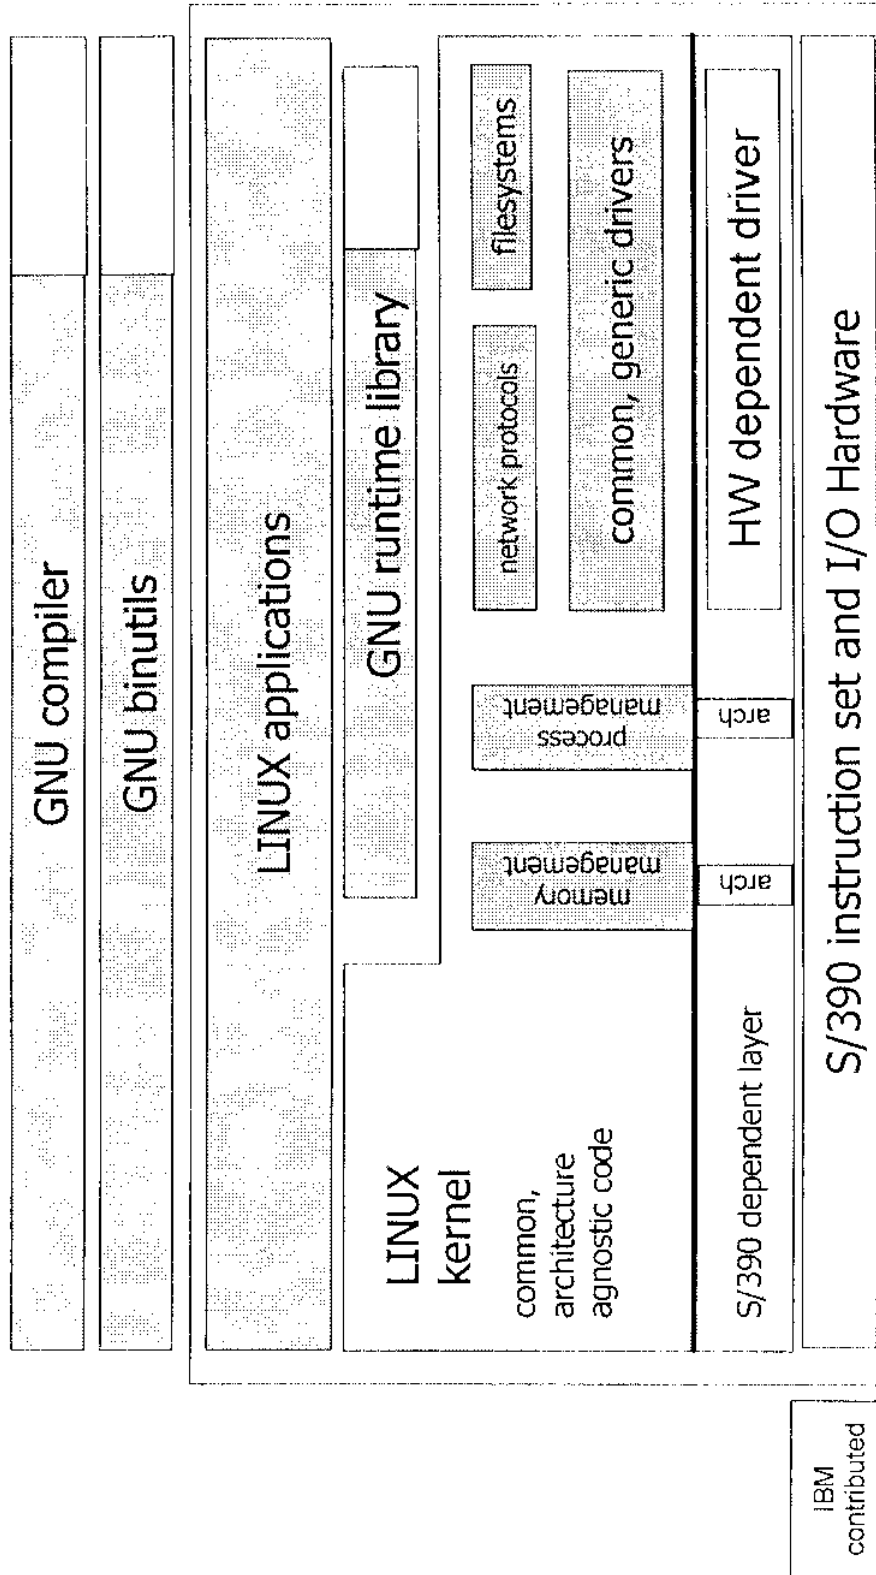 GNU compiler
GNU binutils
LINUX applications
GNU runtime library
LINUX
kernel
common,
architecture
agnostic code
memory
management
process
management
network protocols
filesystems
common, generic drivers
S/390 dependent layer
arch
arch
HW dependent driver
S/390 instruction set and I/O Hardware
IBM
contributed